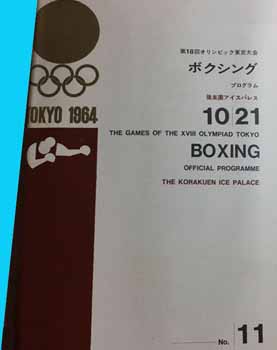 第18回オリンピック東京大会
ボクシング
プログラム
後楽園アイスパレス
TOKYO 1964
10|21
THE GAMES OF THE XVIII OLYMPIAD TOKYO
BOXING
OFFICIAL PROGRAMME
THE KORAKUEN ICE PALACE
No. 11